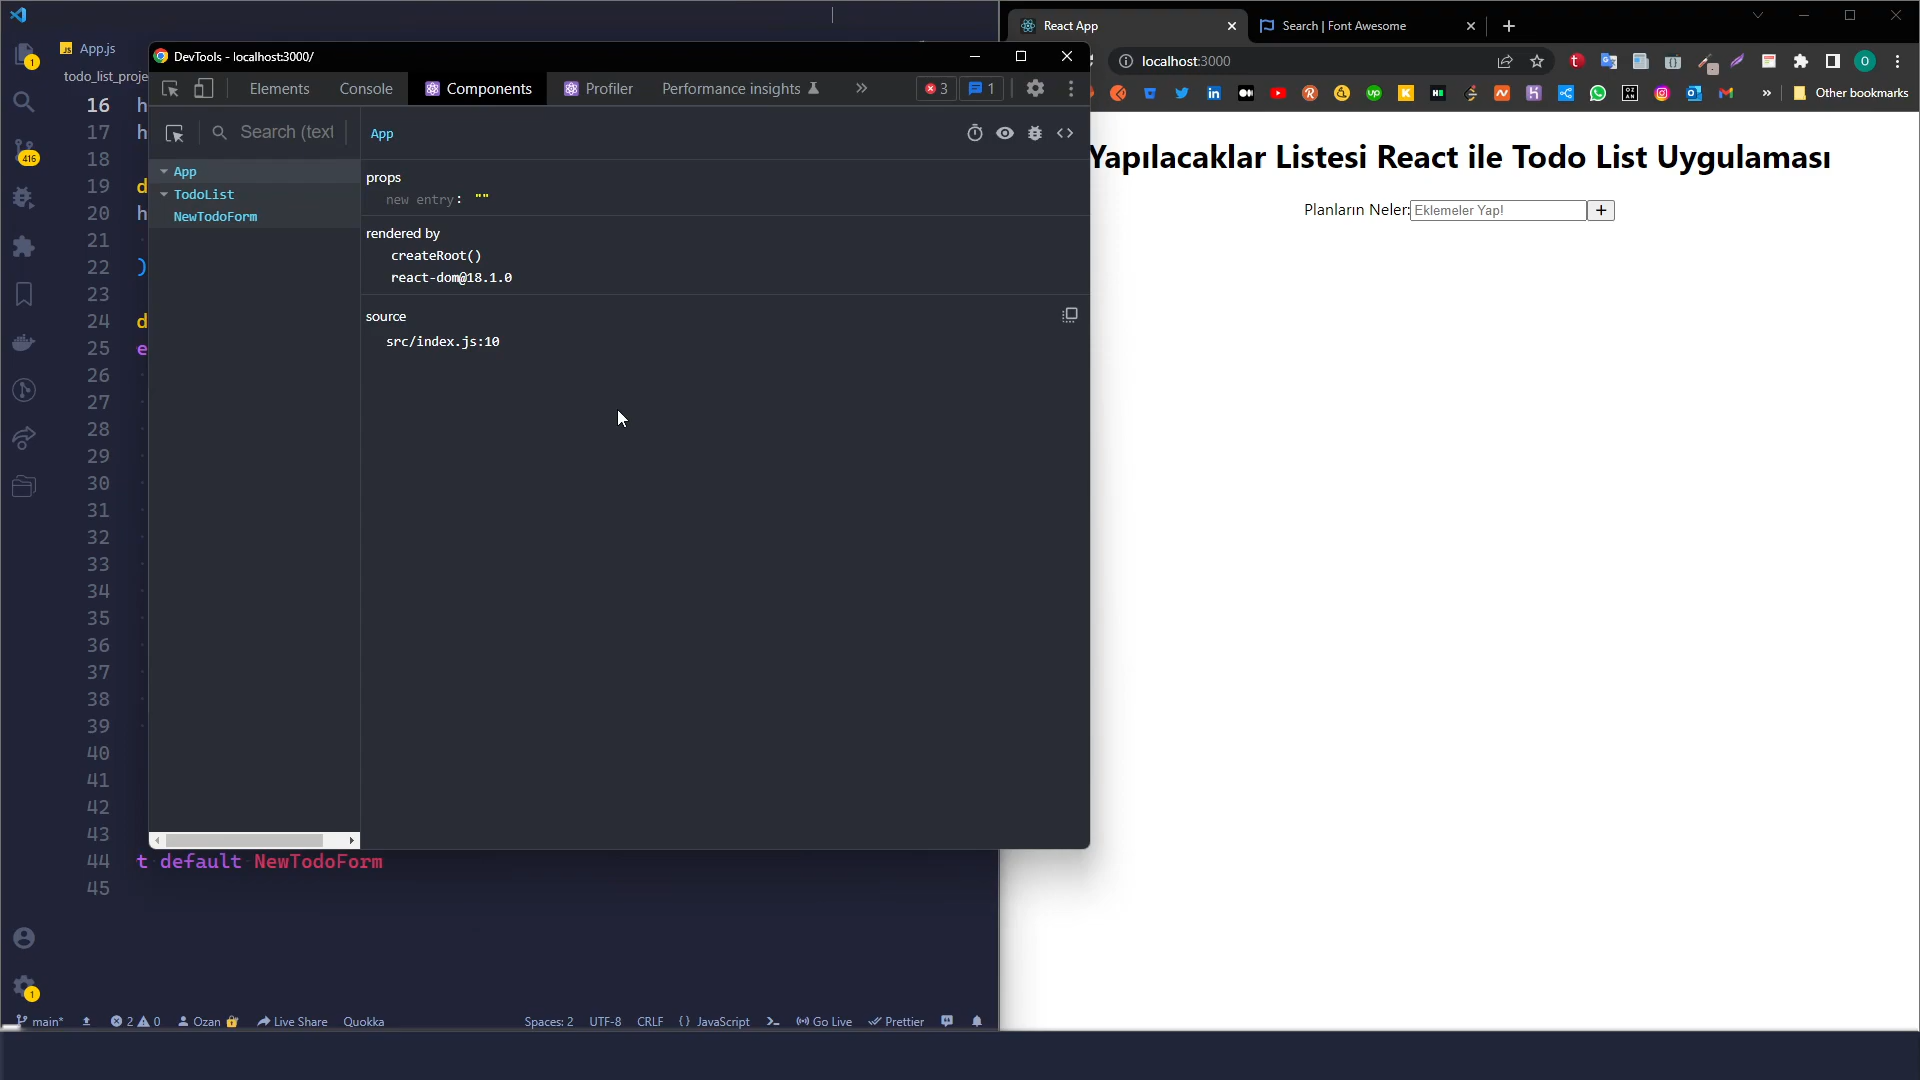 App.js
todo_list_proje
DevTools - localhost:3000/
Elements
Console
Components
Profiler
Performance insights
3
1
Search (text
App
App
TodoList
NewTodoForm
props
new entry: ""
rendered by
createRoot()
react-dom@18.1.0
source
src/index.js:10
16 h
17 h
18
19 d
20 h
21
22 )
23
24 d
25 e
26
27
28
29
30
31
32
33
34
35
36
37
38
39
40
41
42
43
44 t default NewTodoForm
45
1
416
1
main*
2
0
Ozan
Live Share
Quokka
Spaces: 2
UTF-8
CRLF
{ } JavaScript
Go Live
Prettier
React App
Search | Font Awesome
localhost:3000
O
Other bookmarks
Yapılacaklar Listesi React ile Todo List Uygulaması
Planların Neler:
Eklemeler Yap!
+